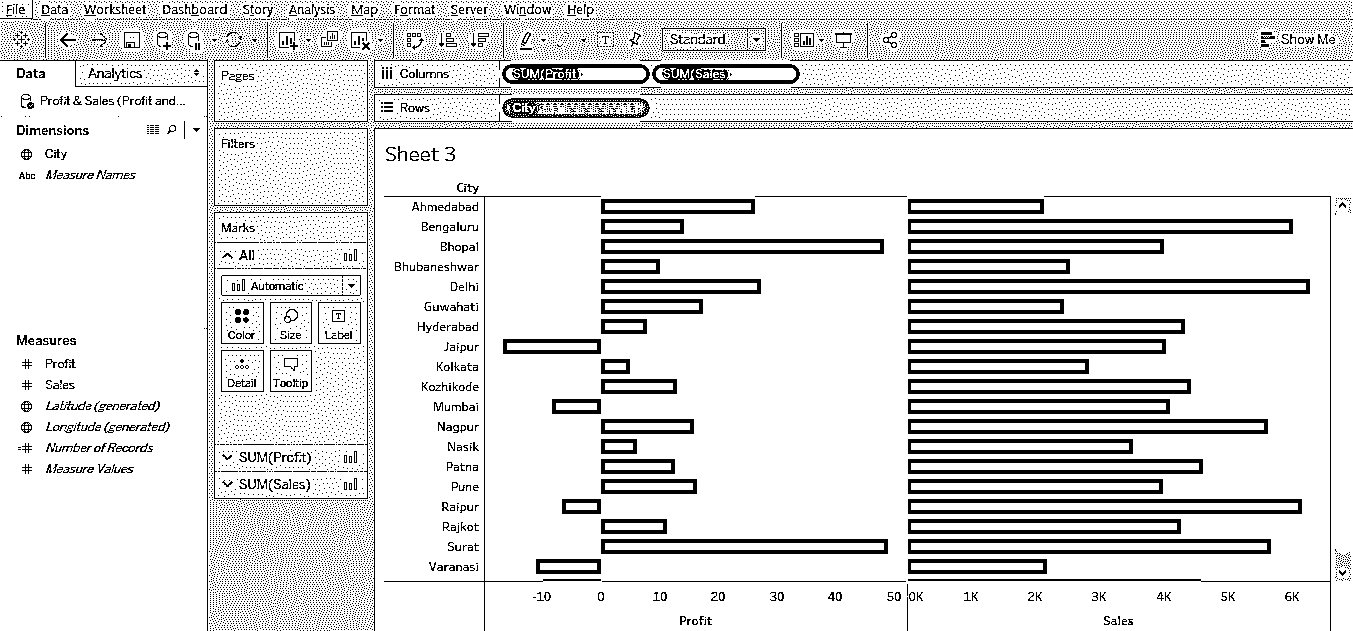 File Data Worksheet Dashboard Story Analysis Map Format Server Window Help
Standard Show Me
Data Analytics Pages Columns SUM(Profit) SUM(Sales)
Profit & Sales (Profit and... Rows City
Dimensions
City
Abc Measure Names
Measures
# Profit
# Sales
Latitude (generated)
Longitude (generated)
=# Number of Records
# Measure Values
Filters
Marks
All
Automatic
Color Size T Label
Detail Tooltip
SUM(Profit)
SUM(Sales)
Sheet 3
City
Ahmedabad
Bengaluru
Bhopal
Bhubaneshwar
Delhi
Guwahati
Hyderabad
Jaipur
Kolkata
Kozhikode
Mumbai
Nagpur
Nasik
Patna
Pune
Raipur
Rajkot
Surat
Varanasi
-10 0 10 20 30 40 50 0K 1K 2K 3K 4K 5K 6K
Profit Sales